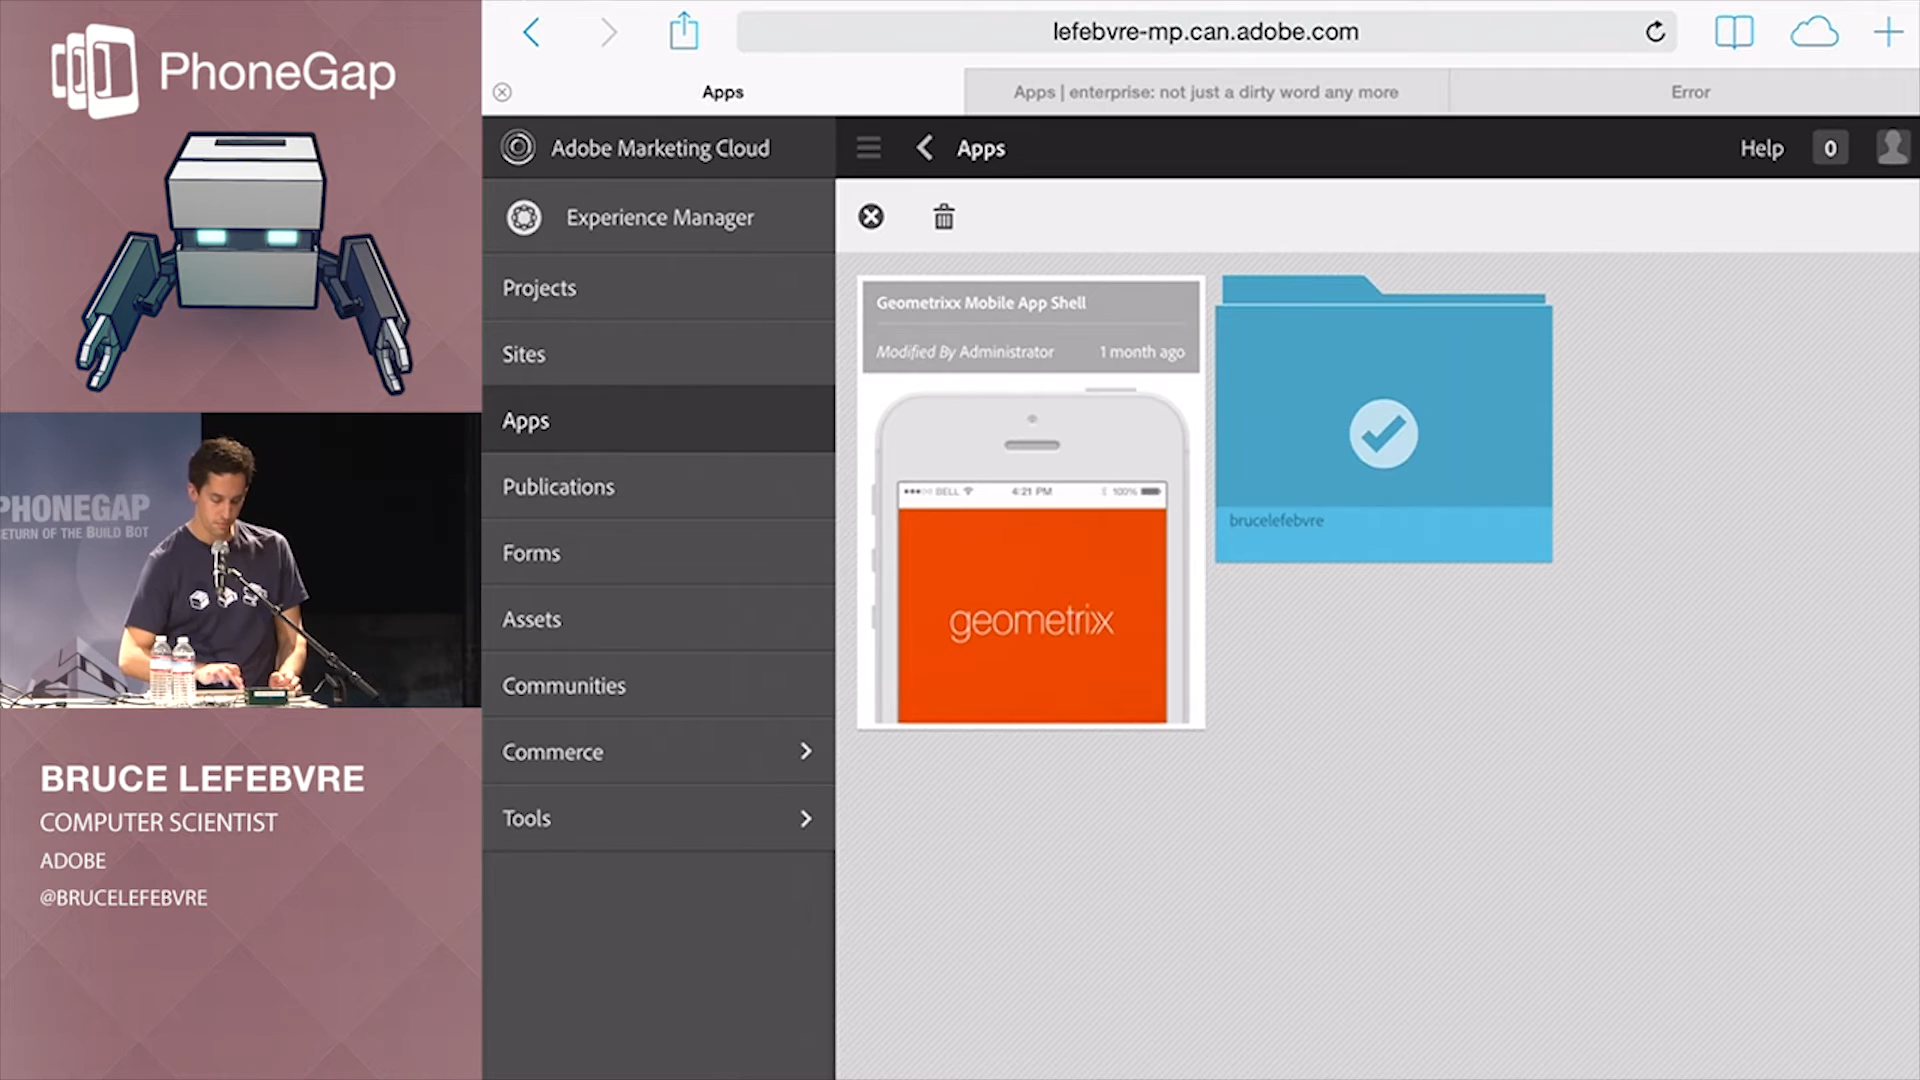 PhoneGap
PHONEGAP
ETURN OF THE BUILD BOT
BRUCE LEFEBVRE
COMPUTER SCIENTIST
ADOBE
@BRUCELEFEBVRE
lefebvre-mp.can.adobe.com
Apps
Apps | enterprise: not just a dirty word any more
Error
Adobe Marketing Cloud
Apps
Help
0
Experience Manager
Projects
Sites
Apps
Publications
Forms
Assets
Communities
Commerce
Tools
Geometrixx Mobile App Shell
Modified By Administrator
1 month ago
BELL
4:21 PM
100%
geometrixx
brucelefebvre